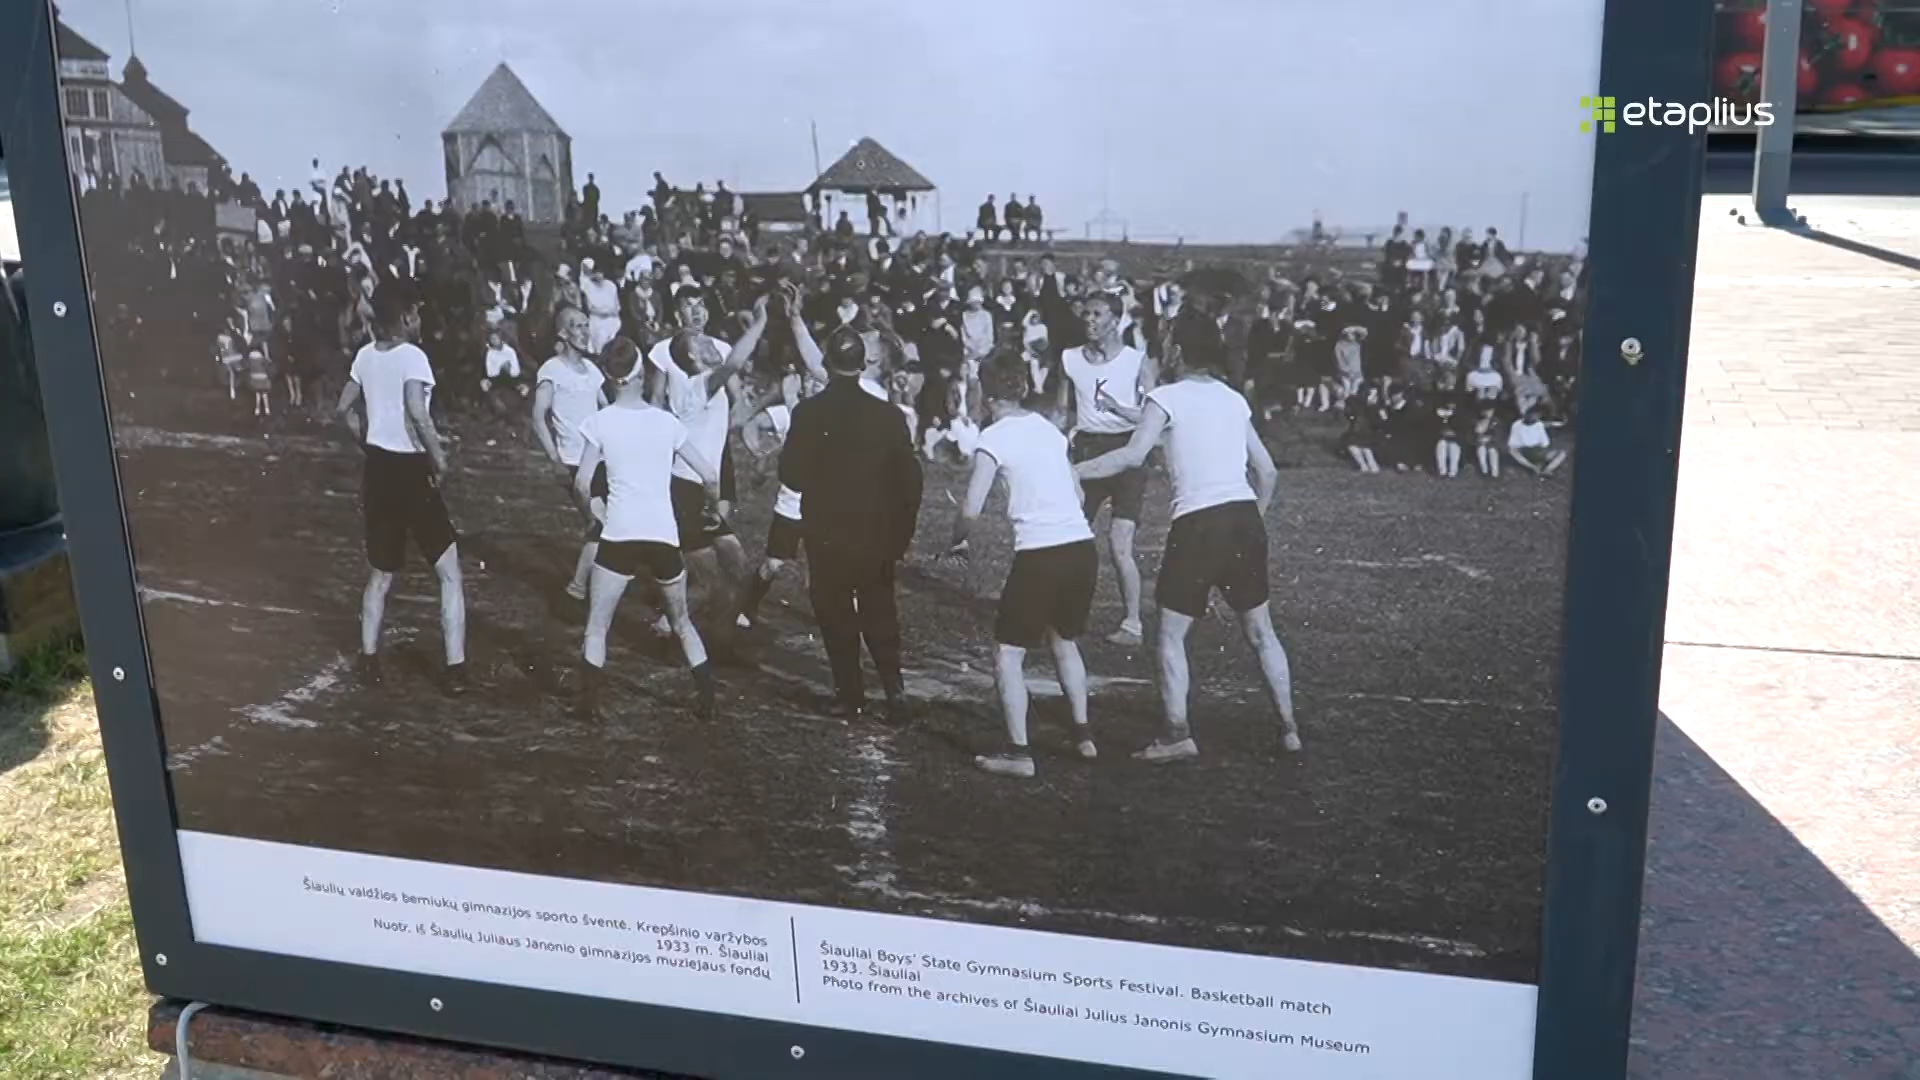 etaplius
K
Šiaulių valdžios berniukų gimnazijos sporto šventė. Krepšinio varžybos
1933 m. Šiauliai
Nuotr. iš Šiaulių Juliaus Janonio gimnazijos muziejaus fondų
Šiauliai Boys' State Gymnasium Sports Festival. Basketball match
1933. Šiauliai
Photo from the archives of Šiauliai Julius Janonis Gymnasium Museum